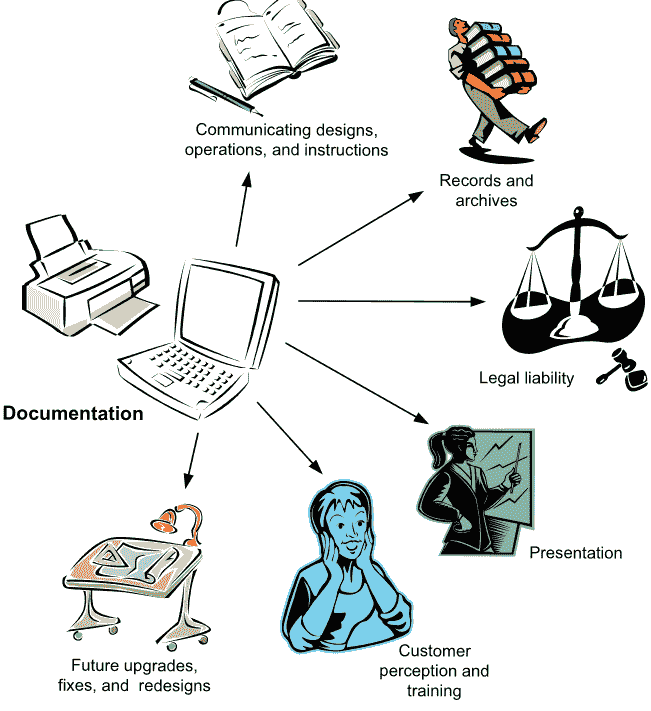 Communicating designs,
operations, and instructions
Records and
archives
Legal liability
Documentation
Presentation
Customer
perception and
training
Future upgrades,
fixes, and redesigns